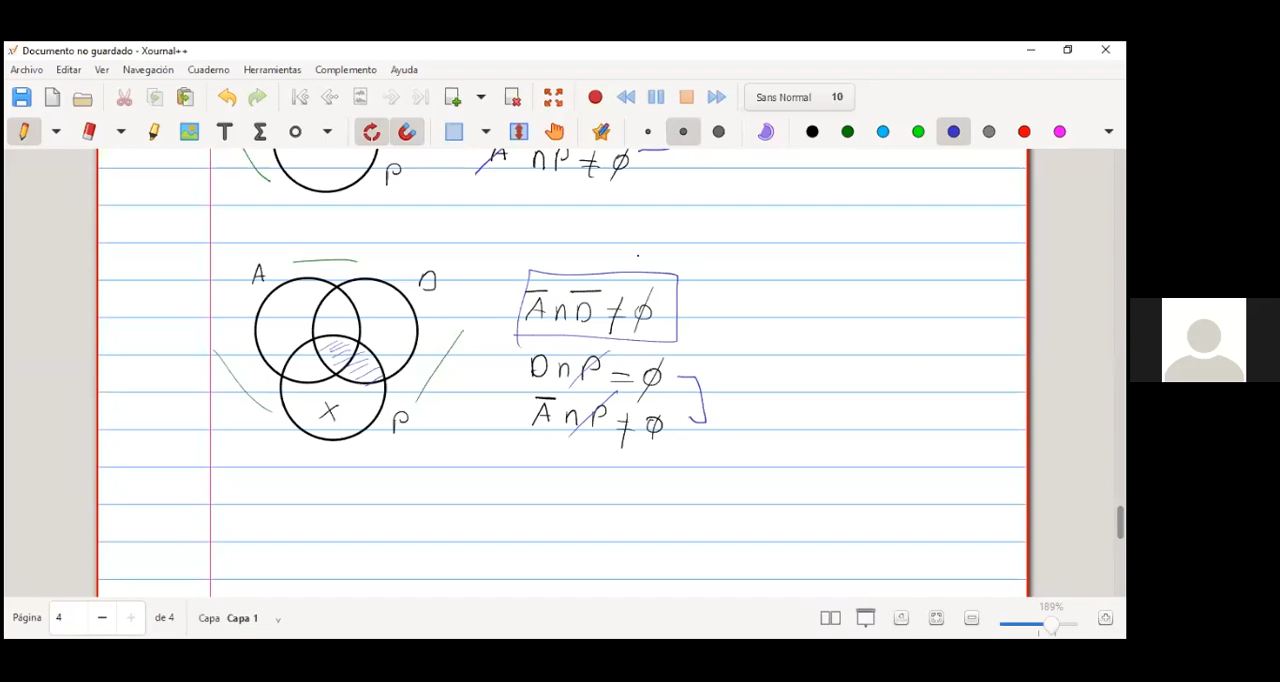 Documento no guardado - Xournal++
Archivo Editar Ver Navegación Cuaderno Herramientas Complemento Ayuda
Sans Normal 10
P
A ∩ P ≠ ϕ
A
D
A̅ ∩ D̅ ≠ ϕ
D ∩ P = ϕ
A̅ ∩ P ≠ ϕ
X
P
Página 4 de 4 Capa Capa 1 189%